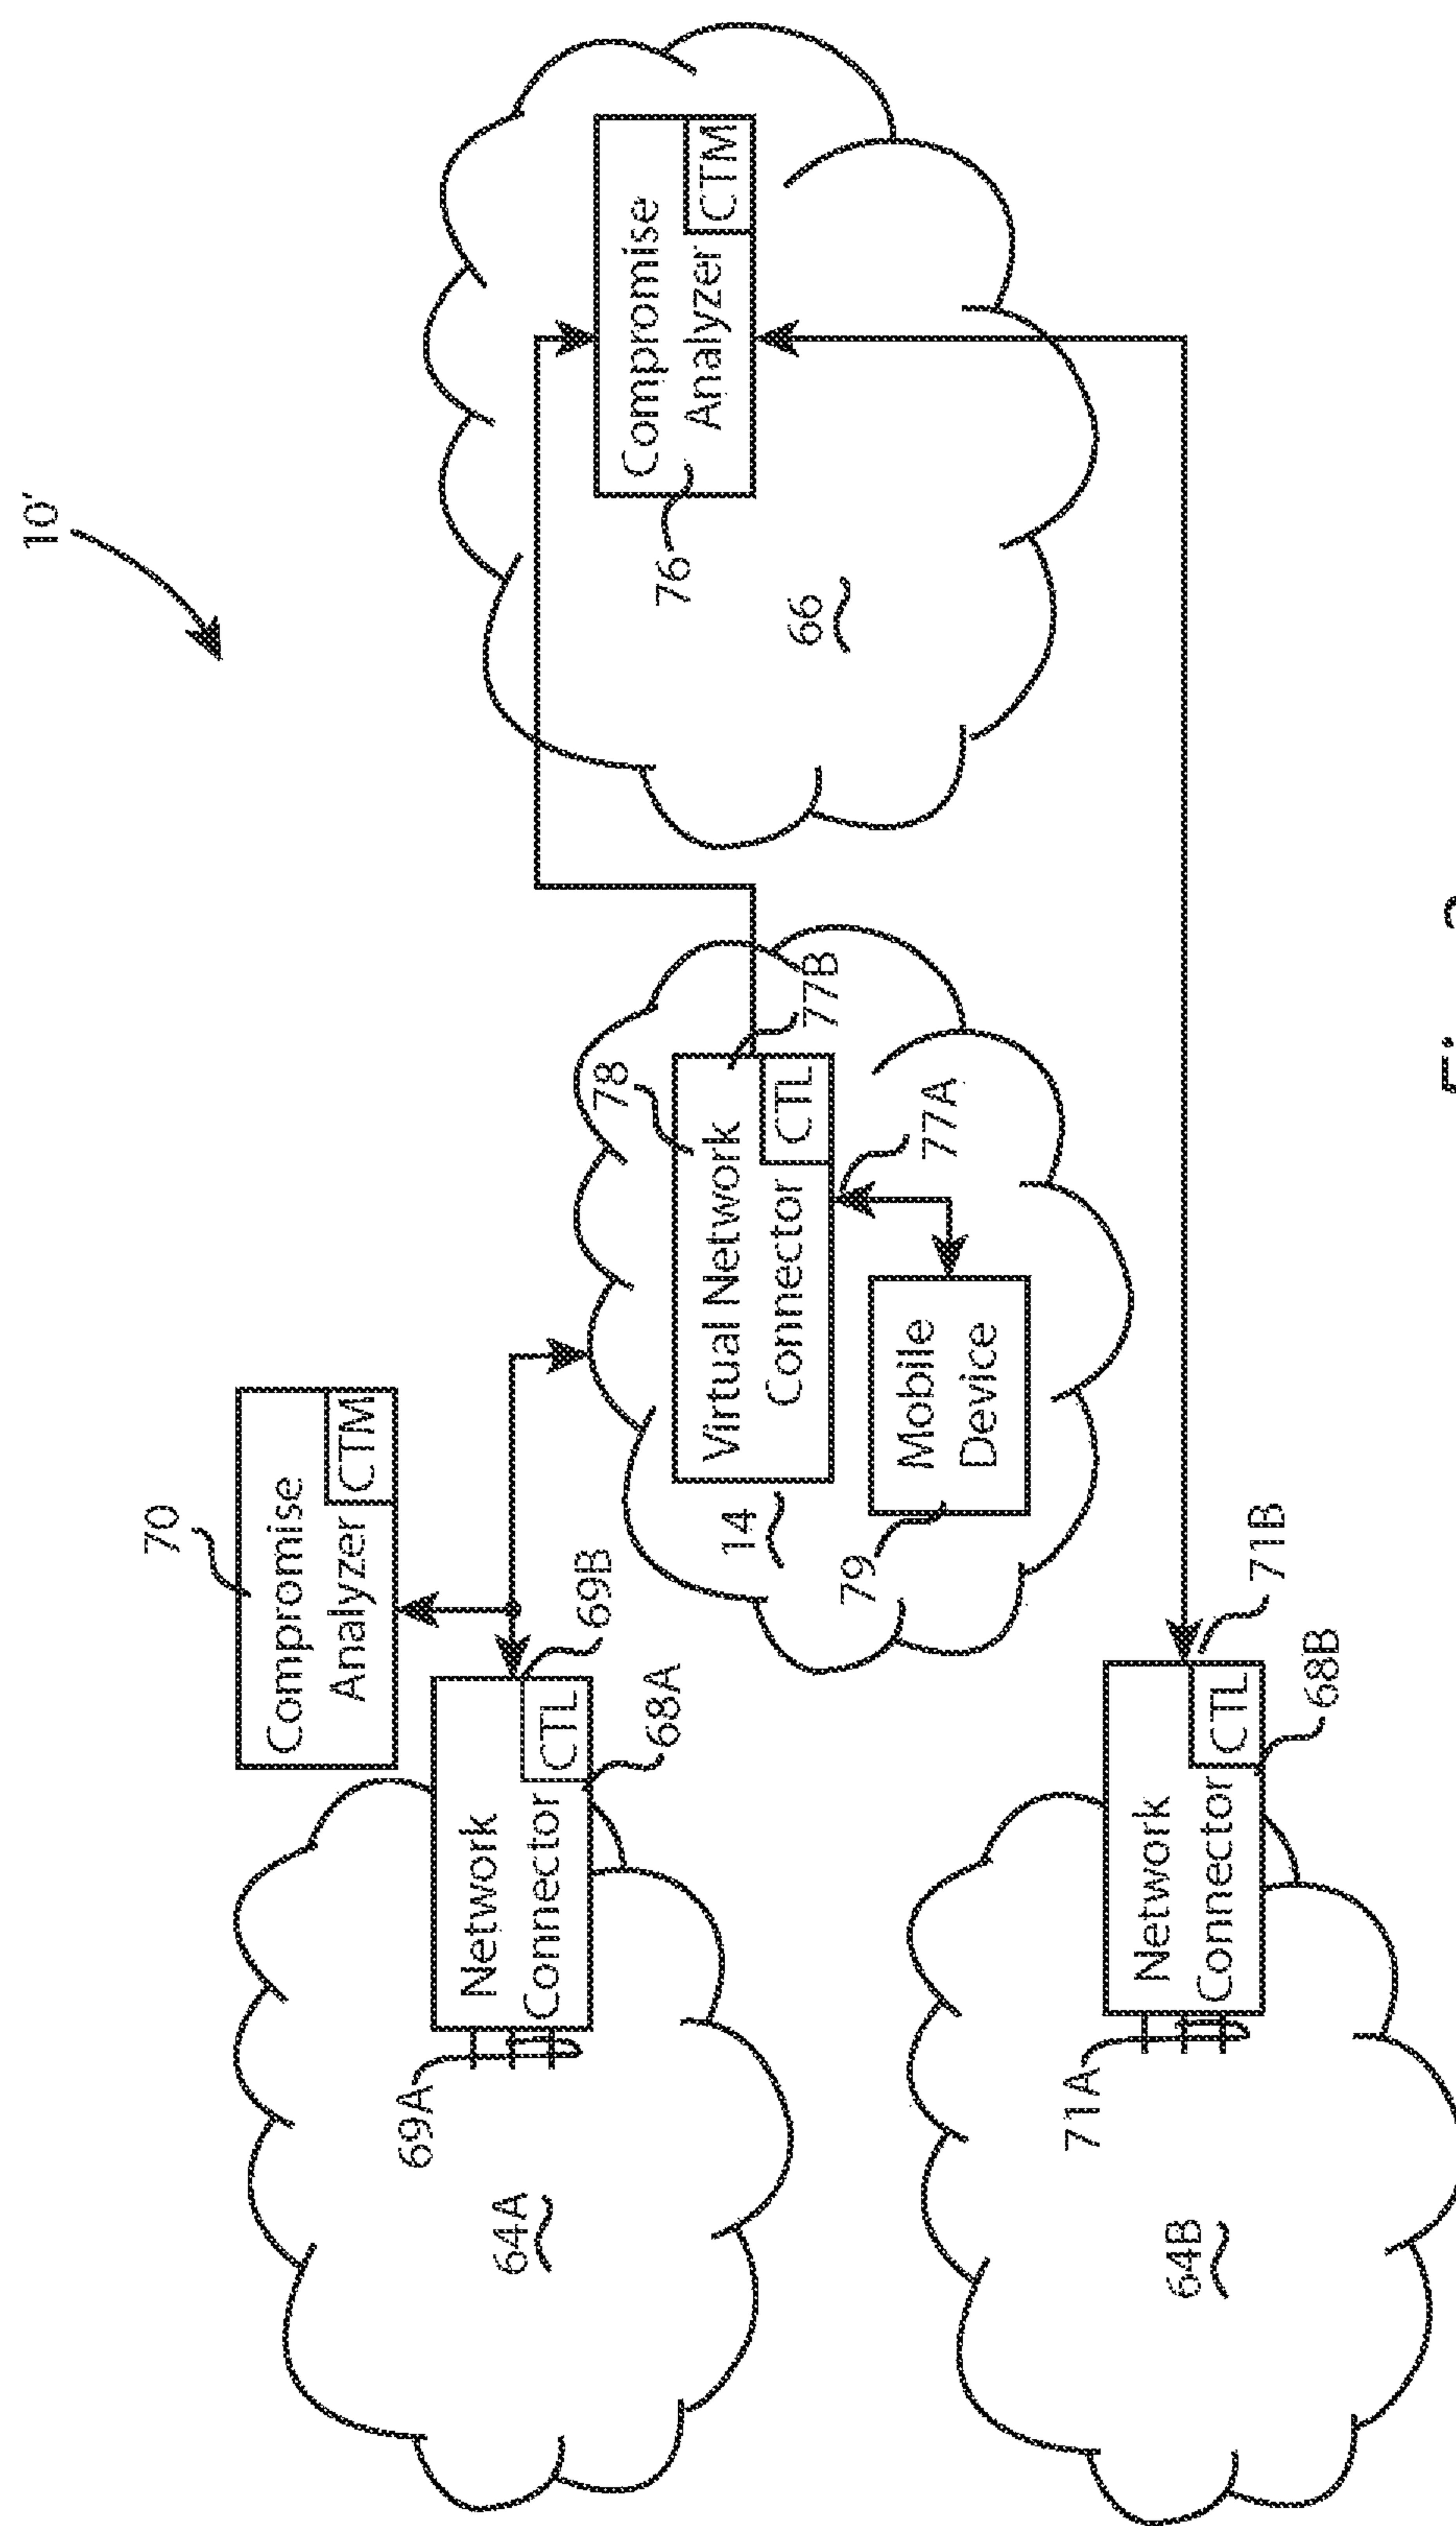 10'
70
Compromise
Analyzer
CTM
69A
Network
Connector
CTL
69B
68A
64A
78
Virtual Network
Connector
CTL
77B
77A
14
79
Mobile
Device
Compromise
Analyzer
CTM
76
66
71A
Network
Connector
CTL
71B
68B
64B